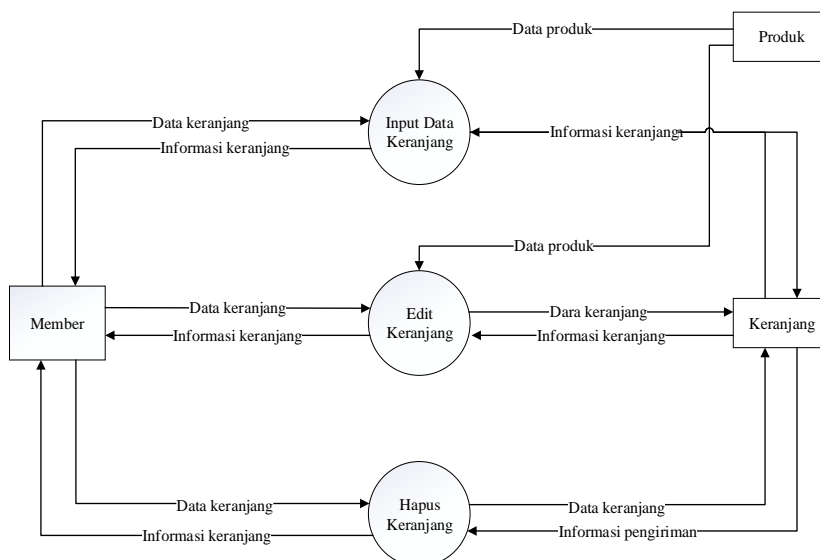 Data produk
Produk
Data keranjang
Input Data
Keranjang
Informasi keranjang
Informasi keranjang
Data produk
Member
Data keranjang
Edit
Keranjang
Dara keranjang
Keranjang
Informasi keranjang
Informasi keranjang
Data keranjang
Hapus
Keranjang
Data keranjang
Informasi keranjang
Informasi pengiriman